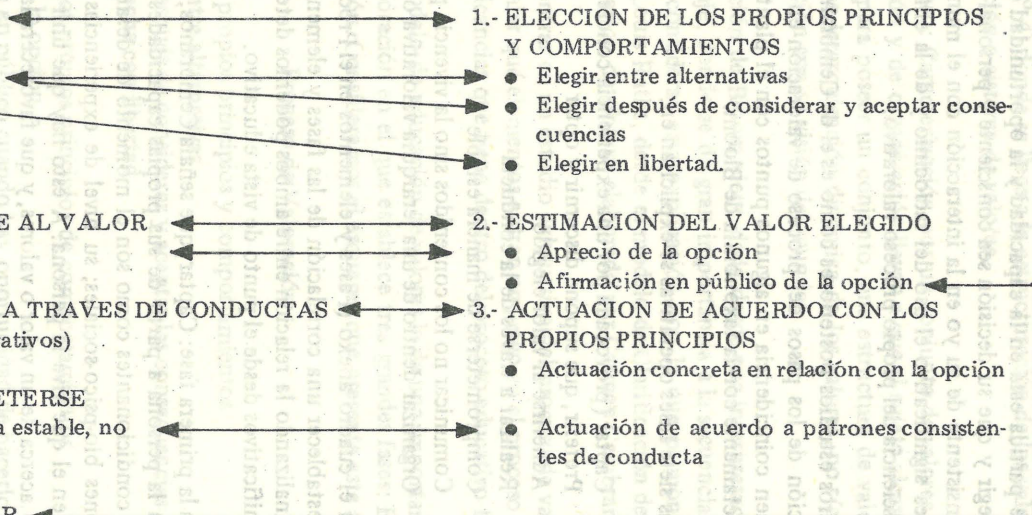 1.- ELECCION DE LOS PROPIOS PRINCIPIOS
Y COMPORTAMIENTOS
● Elegir entre alternativas
● Elegir después de considerar y aceptar conse-
cuencias
● Elegir en libertad.
E AL VALOR
2.- ESTIMACION DEL VALOR ELEGIDO
● Aprecio de la opción
● Afirmación en público de la opción
A TRAVES DE CONDUCTAS
ativos)
3.- ACTUACION DE ACUERDO CON LOS
PROPIOS PRINCIPIOS
● Actuación concreta en relación con la opción
ETERSE
a estable, no
● Actuación de acuerdo a patrones consisten-
tes de conducta
R